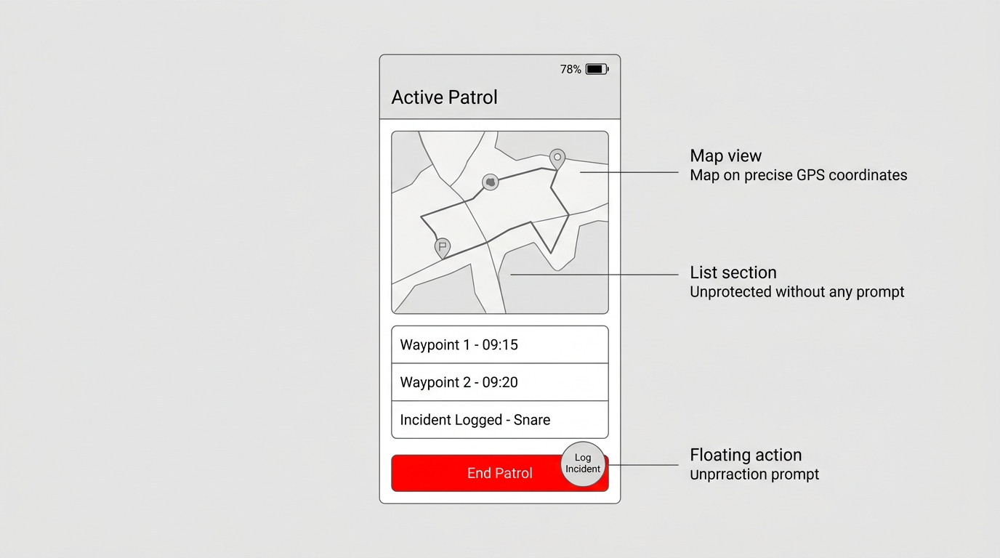 78%
Active Patrol
Map view
Map on precise GPS coordinates
List section
Unprotected without any prompt
Waypoint 1 - 09:15
Waypoint 2 - 09:20
Incident Logged - Snare
End Patrol
Log
Incident
Floating action
Unprraction prompt